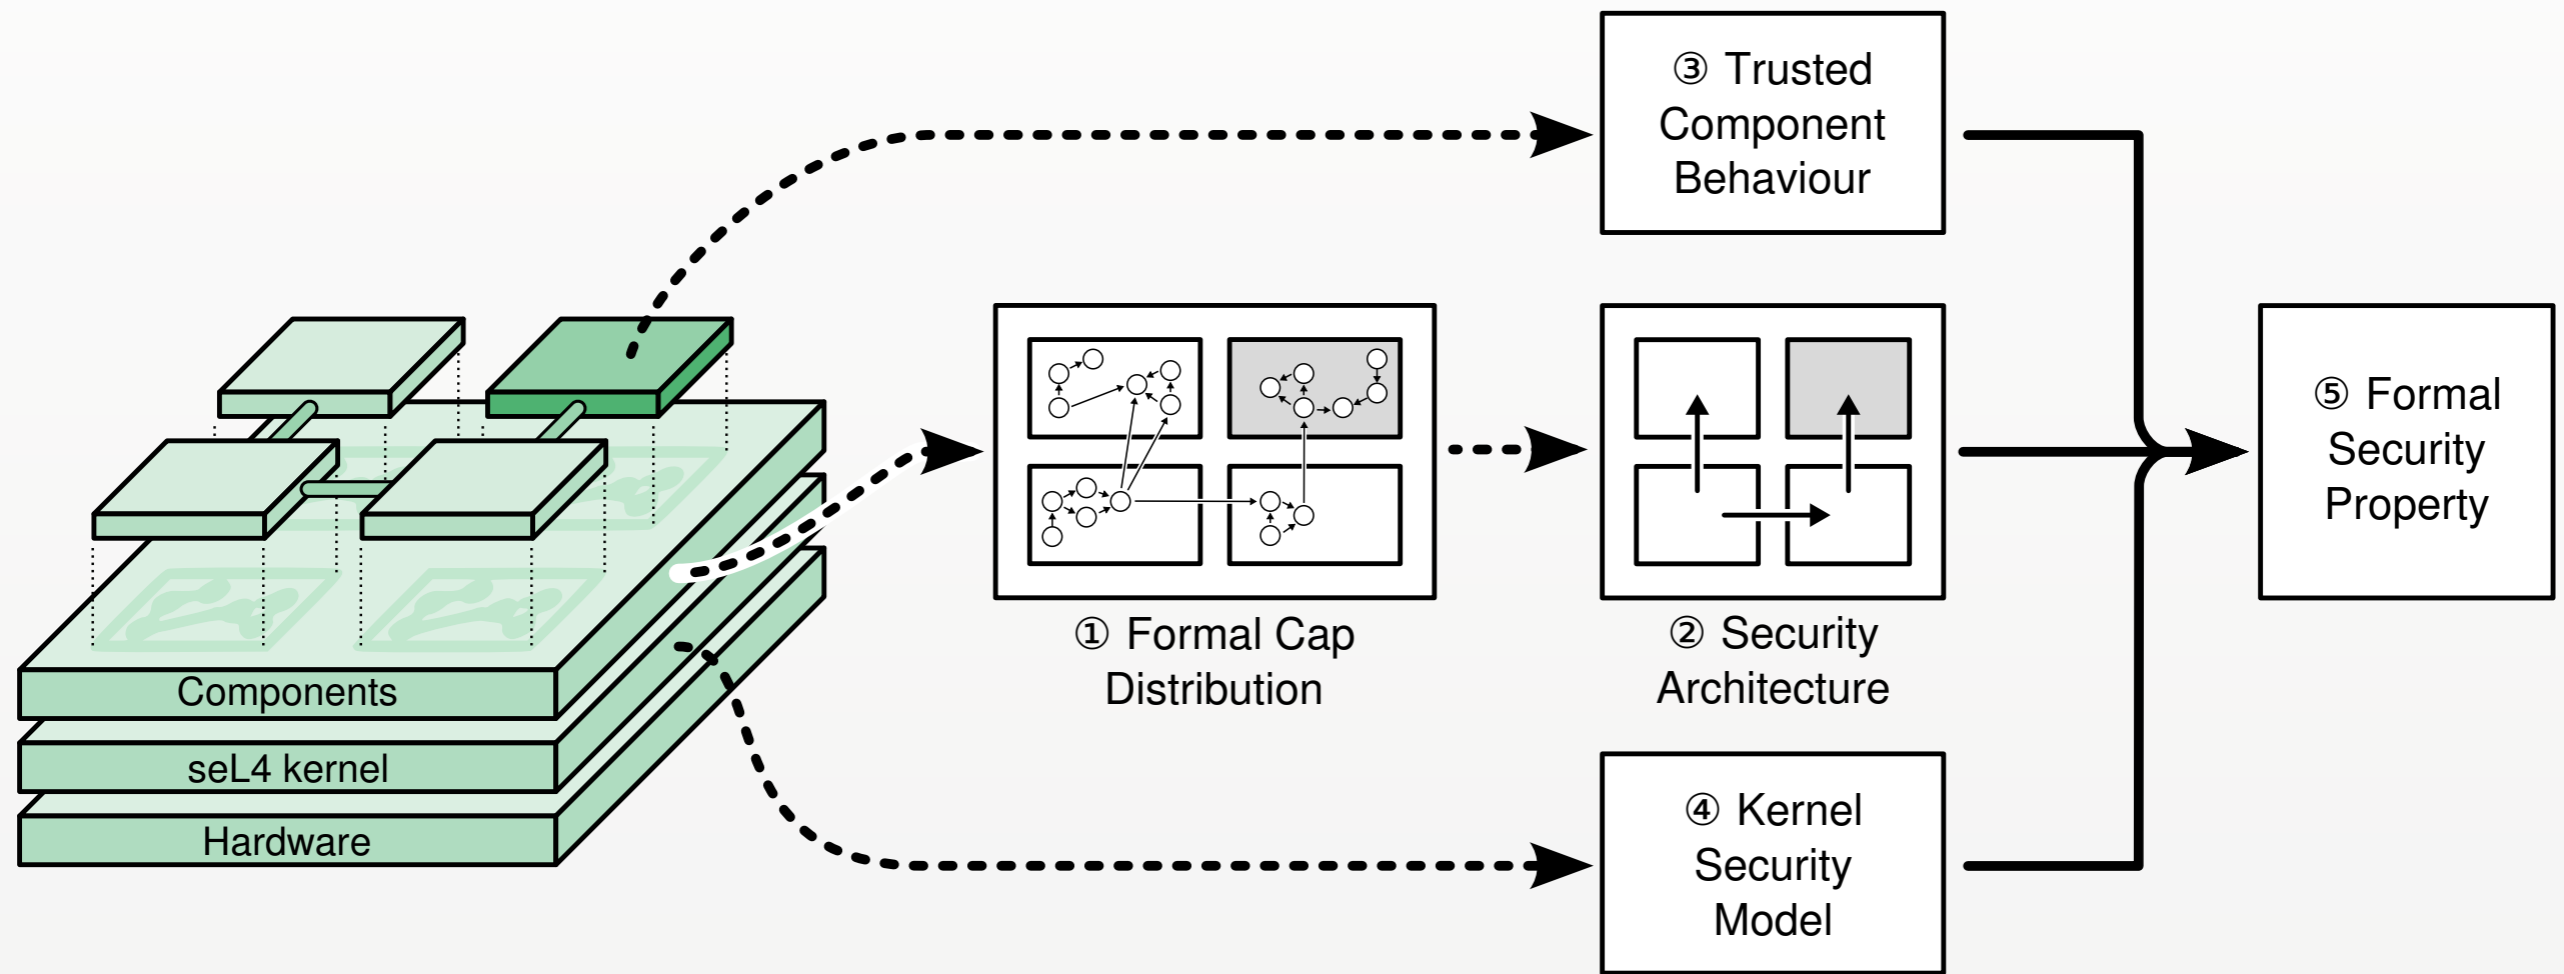 ③ Trusted
Component
Behaviour
① Formal Cap
Distribution
② Security
Architecture
⑤ Formal
Security
Property
Components
seL4 kernel
Hardware
④ Kernel
Security
Model